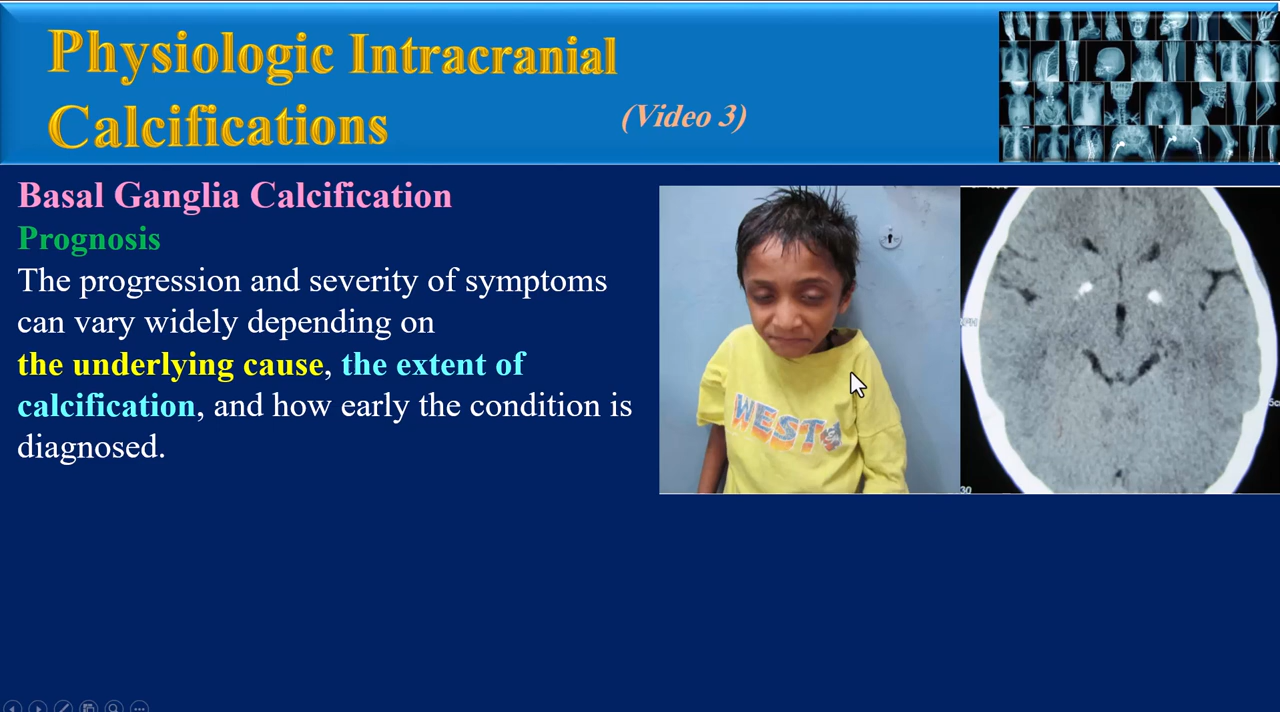 Physiologic Intracranial
Calcifications
(Video 3)
Basal Ganglia Calcification
Prognosis
The progression and severity of symptoms
can vary widely depending on
the underlying cause, the extent of
calcification, and how early the condition is
diagnosed.
WEST
30